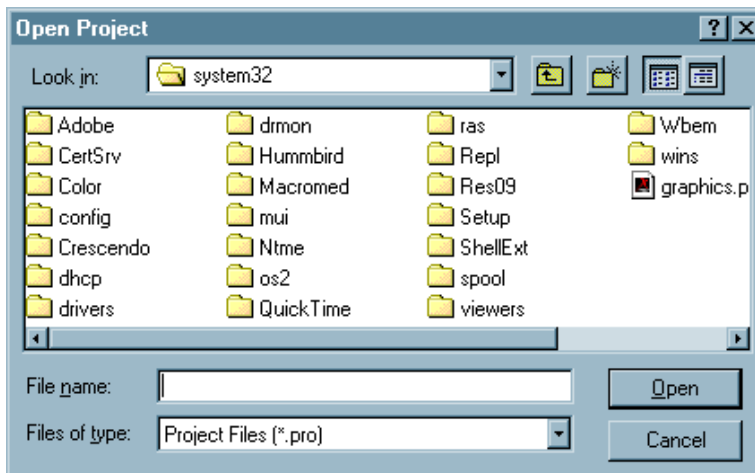 Open Project
Look in: system32
Adobe drmon ras Wbem
CertSrv Hummbird Repl wins
Color Macromed Res09 graphics.p
config mui Setup
Crescendo Ntme ShellExt
dhcp os2 spool
drivers QuickTime viewers
File name: Open
Files of type: Project Files (*.pro) Cancel